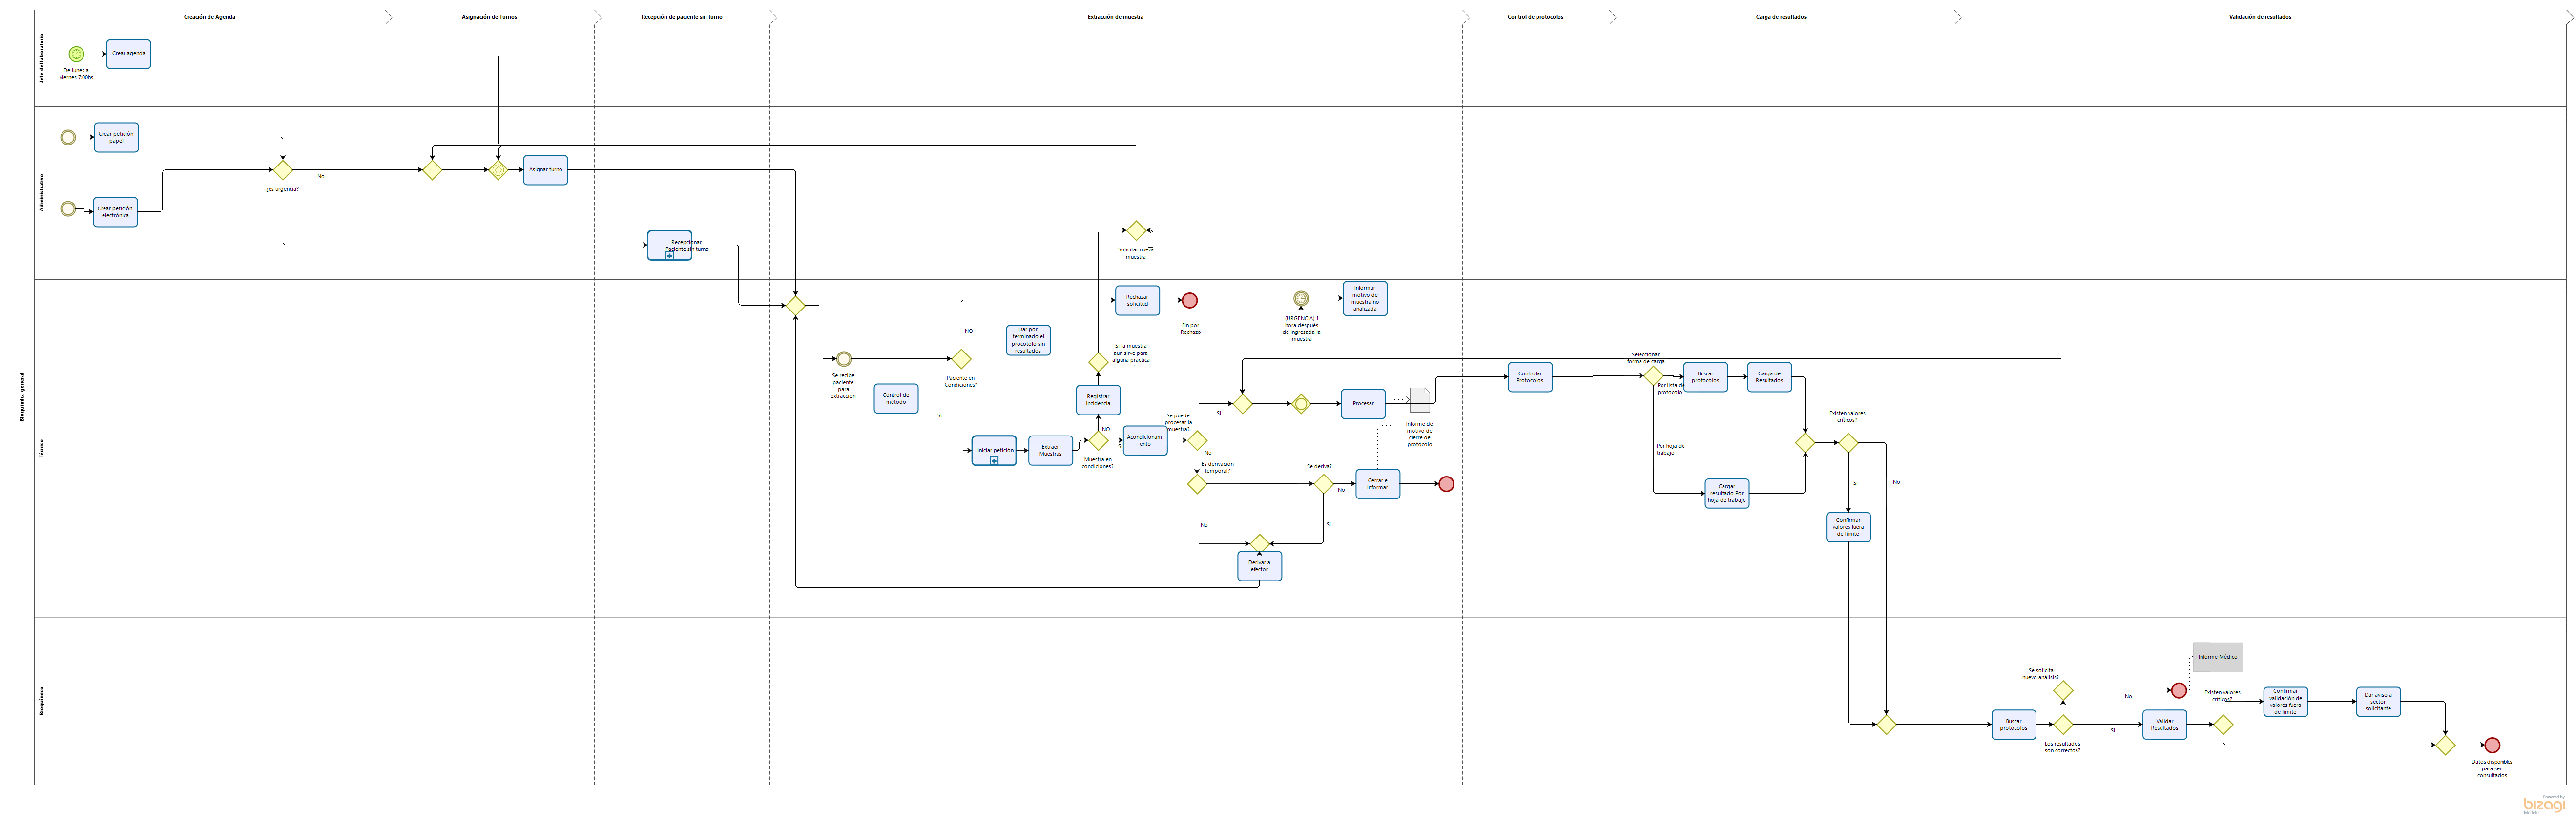 Creación de Agenda
Asignación de Turnos
Recepción de paciente sin turno
Extracción de muestra
Control de protocolos
Carga de resultados
Validación de resultados
Bioquímica general
Jefe del laboratorio
De lunes a
viernes 7:00hs
Crear agenda
Administrativo
Crear petición
papel
Crear petición
electrónica
¿es urgencia?
No
Asignar turno
Recepcionar
Paciente sin turno
Solicitar nueva
muestra
Técnico
Se recibe
paciente
para
extracción
Paciente en
Condiciones?
NO
SI
Control de
método
Dar por
terminado el
procotolo sin
resultados
Rechazar
solicitud
Fin por
Rechazo
Iniciar petición
Extraer
Muestras
Muestra en
condiciones?
NO
SI
Registrar
incidencia
Si la muestra
aun sirve para
alguna practica
Acondicionami
ento
Se puede
procesar la
muestra?
Si
No
Es derivación
temporal?
No
Se deriva?
No
Si
Derivar a
efector
Cerrar e
informar
(URGENCIA) 1
hora después
de ingresada la
muestra
Informar
motivo de
muestra no
analizada
Procesar
Informe de
motivo de
cierre de
protocolo
Controlar
Protocolos
Seleccionar
forma de carga
Por lista de
protocolo
Por hoja de
trabajo
Buscar
protocolos
Carga de
Resultados
Cargar
resultado Por
hoja de trabajo
Existen valores
críticos?
Si
No
Confirmar
valores fuera
de límite
Bioquímico
Buscar
protocolos
Los resultados
son correctos?
Si
Se solicita
nuevo análisis?
No
Informe Médico
Validar
Resultados
Existen valores
críticos?
Confirmar
validación de
valores fuera
de límite
Dar aviso a
sector
solicitante
Datos disponibles
para ser
consultados
Powered by
bizagi
Modeler